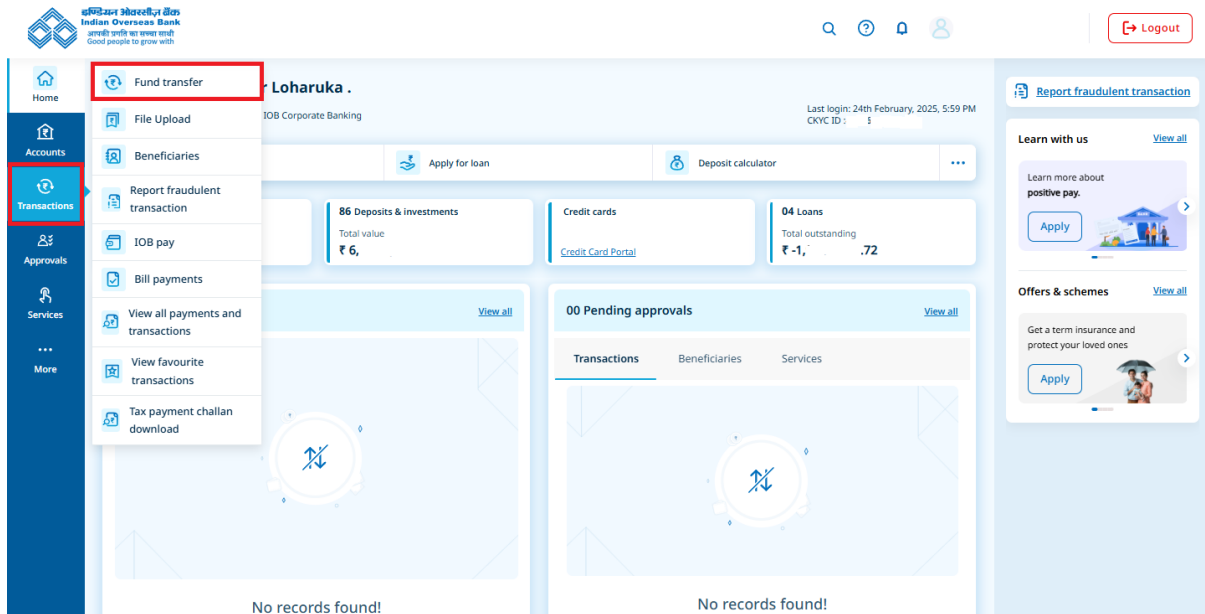 इण्डियन ओवरसीज़ बैंक
Indian Overseas Bank
आपकी प्रगति का सच्चा साथी
Good people to grow with
Logout
Home
Accounts
Transactions
Approvals
Services
More
Fund transfer
File Upload
Beneficiaries
Report fraudulent
transaction
IOB pay
Bill payments
View all payments and
transactions
View favourite
transactions
Tax payment challan
download
r Loharuka .
IOB Corporate Banking
Last login: 24th February, 2025, 5:59 PM
CKYC ID :
Apply for loan
Deposit calculator
86 Deposits & investments
Total value
₹ 6,
Credit cards
Credit Card Portal
04 Loans
Total outstanding
₹ -1, .72
View all
No records found!
00 Pending approvals
View all
Transactions Beneficiaries Services
No records found!
Report fraudulent transaction
Learn with us View all
Learn more about
positive pay.
Apply
Offers & schemes View all
Get a term insurance and
protect your loved ones
Apply